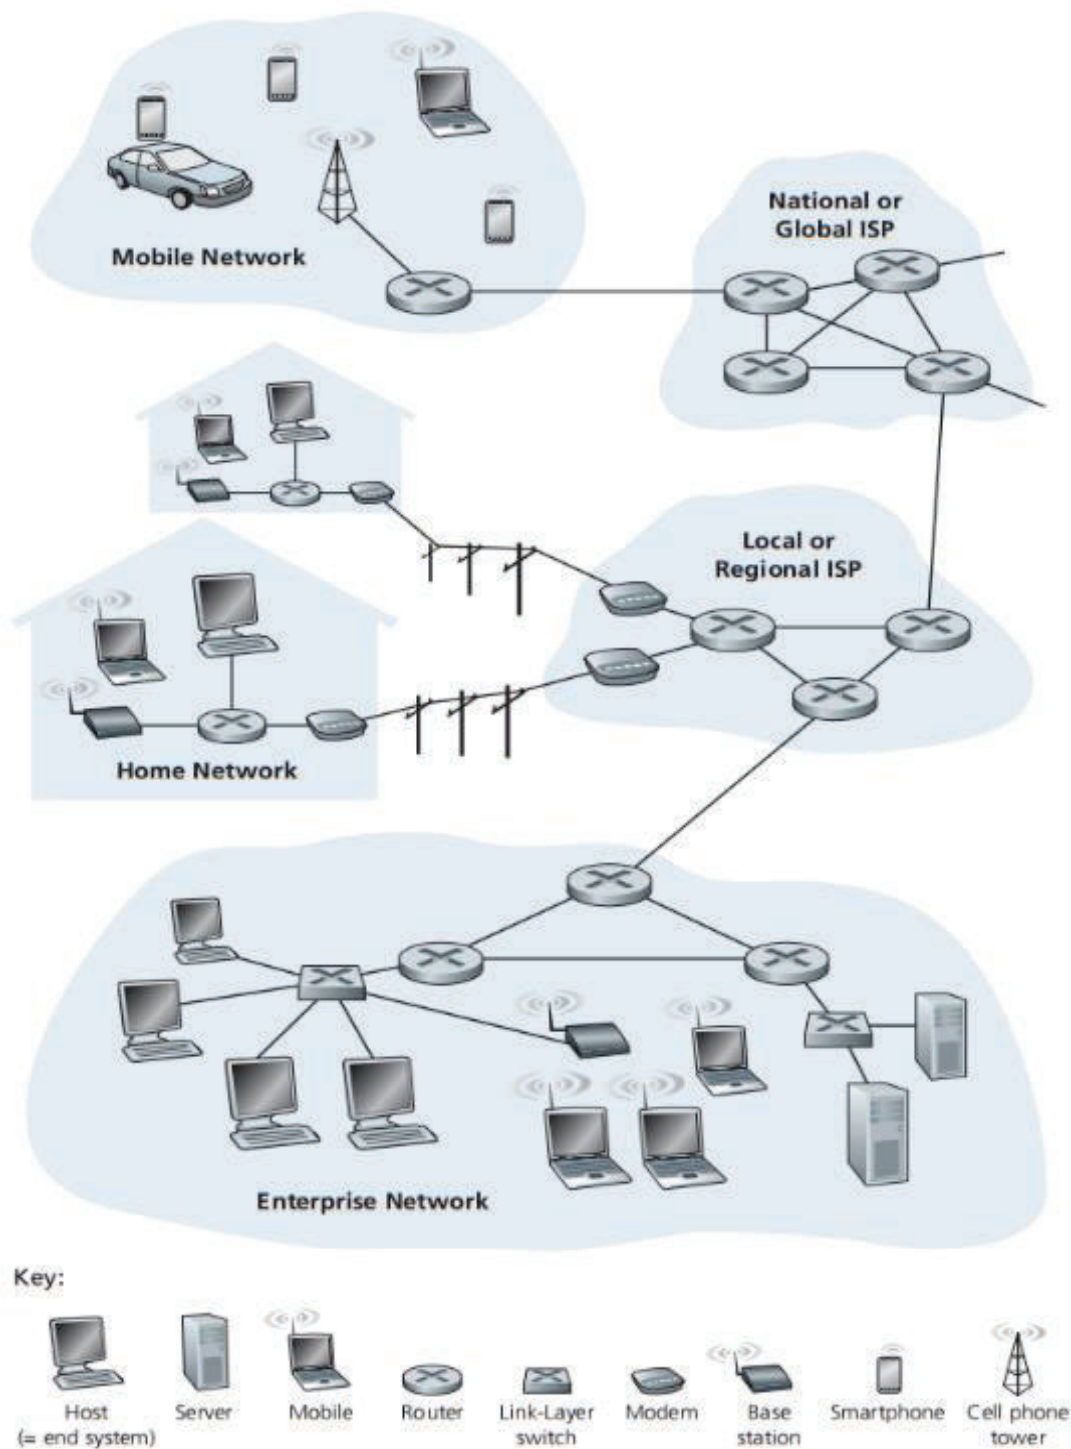 Mobile Network
National or
Global ISP
Local or
Regional ISP
Home Network
Enterprise Network
Key:
Host
(= end system)
Server
Mobile
Router
Link-Layer
switch
Modem
Base
station
Smartphone
Cell phone
tower